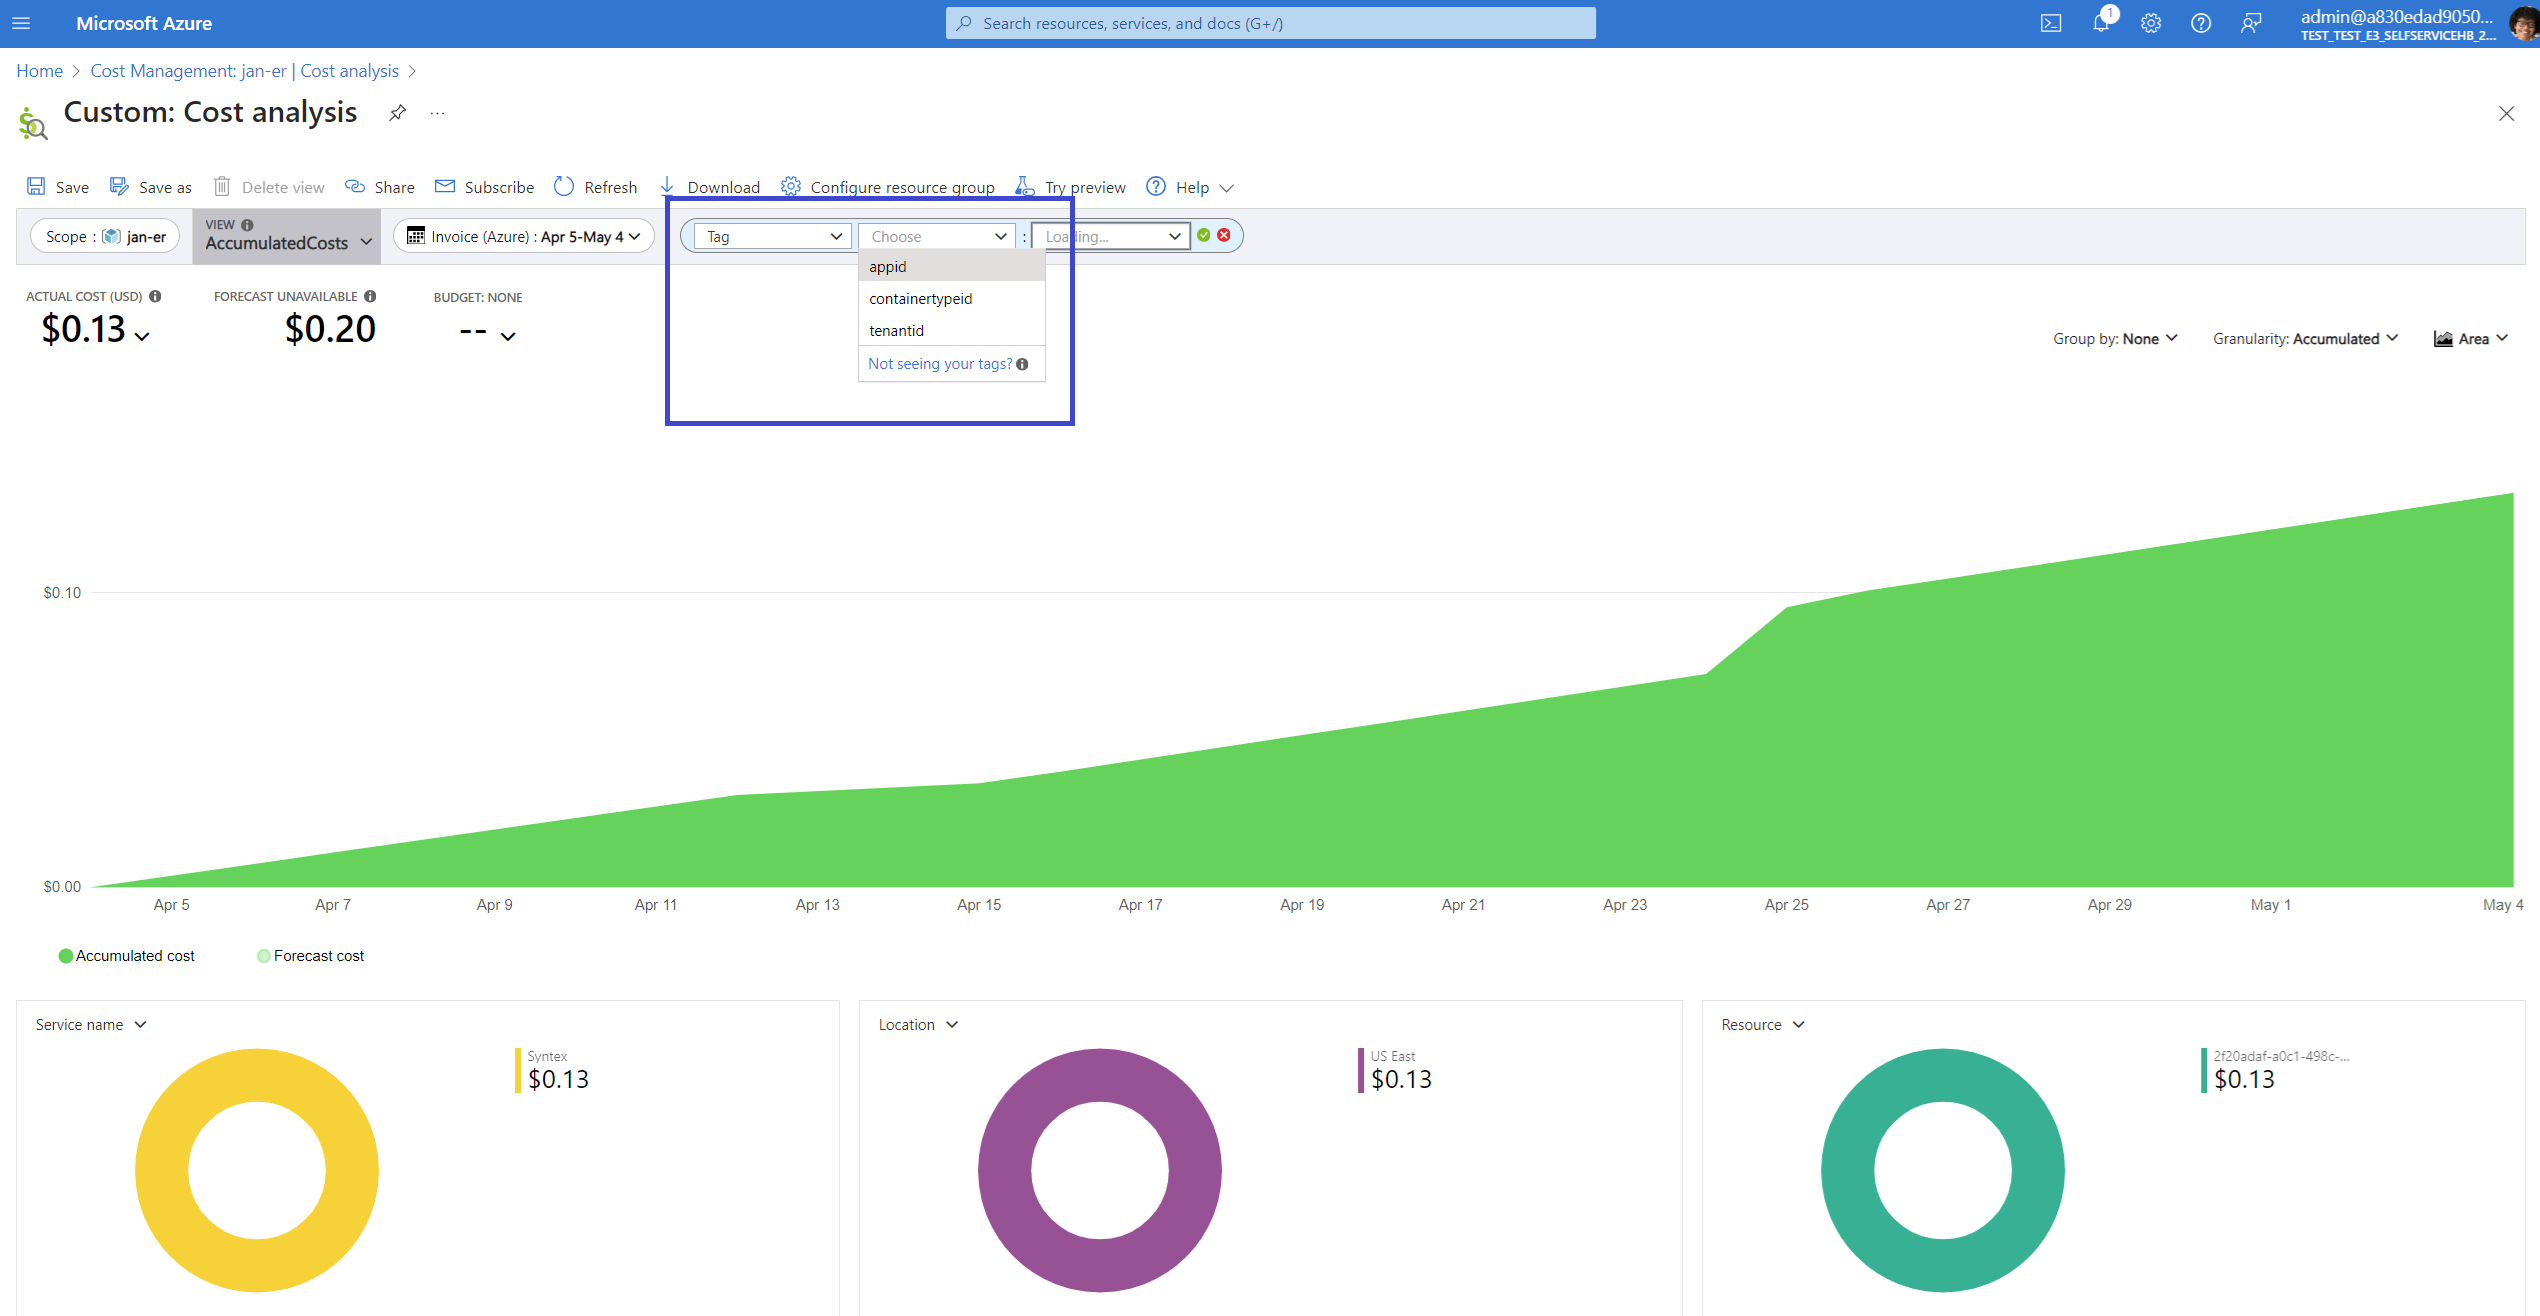 Microsoft Azure
Search resources, services, and docs (G+/)
1
admin@a830edad9050...
TEST_TEST_E3_SELFSERVICEHB_2...
Home > Cost Management: jan-er | Cost analysis >
Custom: Cost analysis
...
Save
Save as
Delete view
Share
Subscribe
Refresh
Download
Configure resource group
Try preview
Help
Scope : jan-er
VIEW
AccumulatedCosts
Invoice (Azure) : Apr 5-May 4
Tag
Choose
:
Loading...
appid
containertypeid
tenantid
Not seeing your tags?
ACTUAL COST (USD)
$0.13
FORECAST UNAVAILABLE
$0.20
BUDGET: NONE
--
Group by: None
Granularity: Accumulated
Area
$0.10
$0.00
Apr 5
Apr 7
Apr 9
Apr 11
Apr 13
Apr 15
Apr 17
Apr 19
Apr 21
Apr 23
Apr 25
Apr 27
Apr 29
May 1
May 4
Accumulated cost
Forecast cost
Service name
Syntex
$0.13
Location
US East
$0.13
Resource
2f20adaf-a0c1-498c-...
$0.13